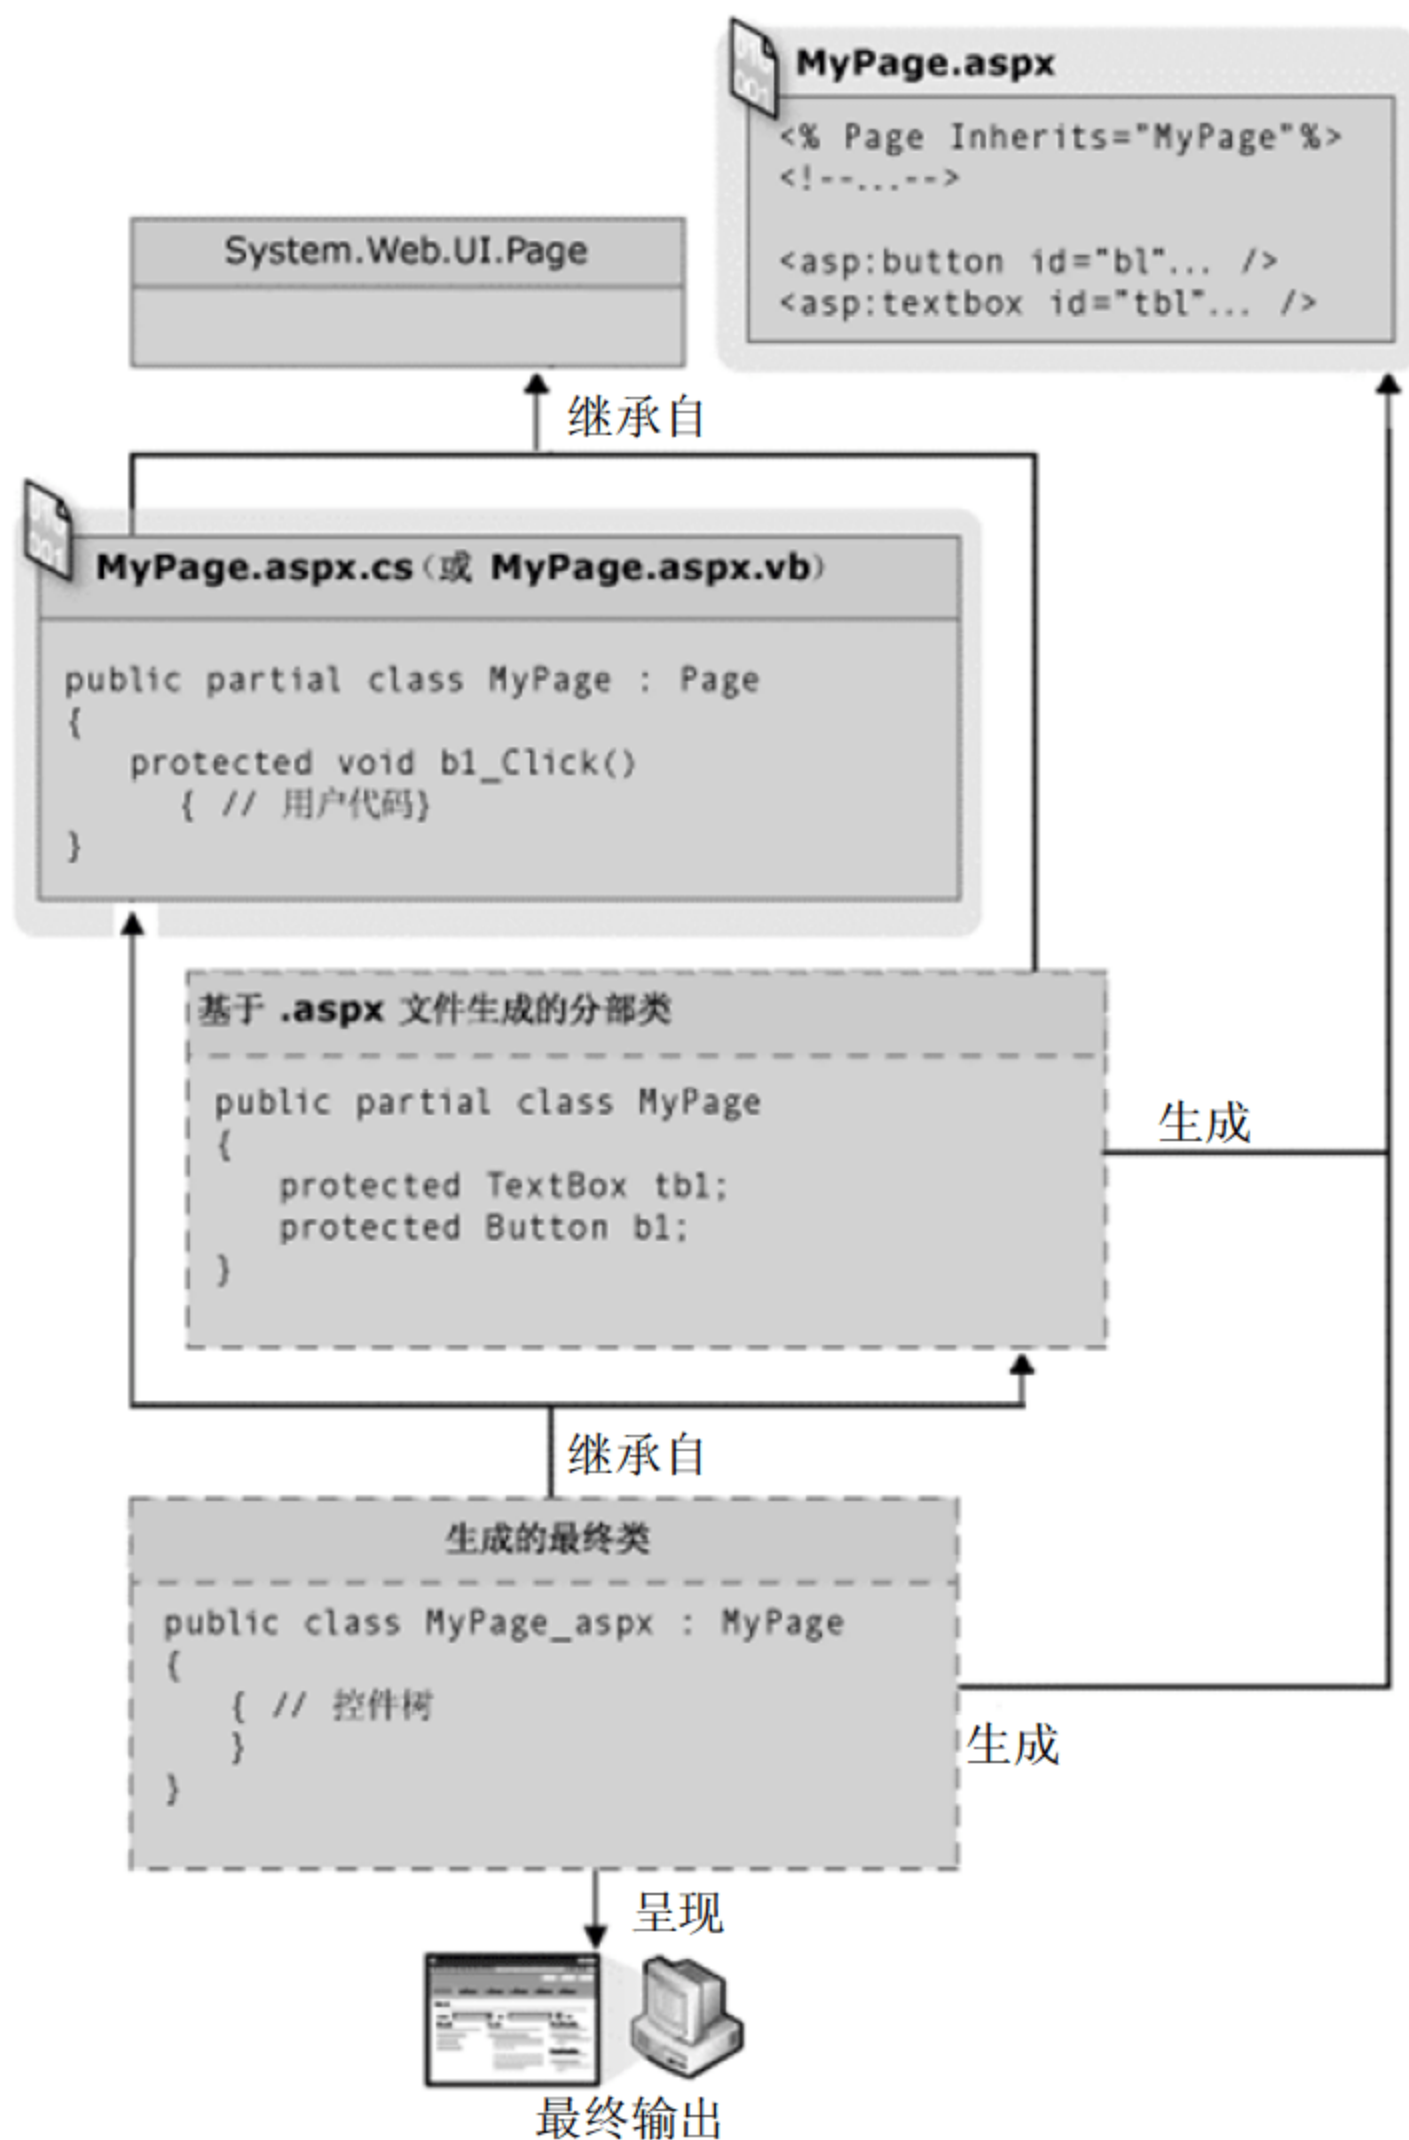 MyPage.aspx
<% Page Inherits="MyPage"%>
<!--...-->
<asp:button id="bl"... />
<asp:textbox id="tbl"... />
System.Web.UI.Page
继承自
MyPage.aspx.cs（或 MyPage.aspx.vb）
public partial class MyPage : Page
{
protected void b1_Click()
{ // 用户代码}
}
基于 .aspx 文件生成的分部类
public partial class MyPage
{
protected TextBox tb1;
protected Button b1;
}
生成
继承自
生成的最终类
public class MyPage_aspx : MyPage
{
{ // 控件树
}
}
生成
呈现
最终输出